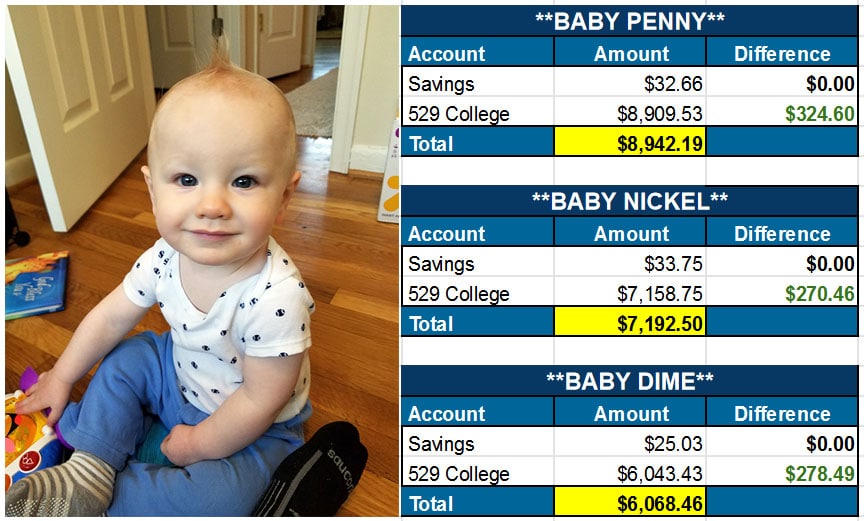 **BABY PENNY**
Account Amount Difference
Savings $32.66 $0.00
529 College $8,909.53 $324.60
Total $8,942.19
**BABY NICKEL**
Account Amount Difference
Savings $33.75 $0.00
529 College $7,158.75 $270.46
Total $7,192.50
**BABY DIME**
Account Amount Difference
Savings $25.03 $0.00
529 College $6,043.43 $278.49
Total $6,068.46
saucony